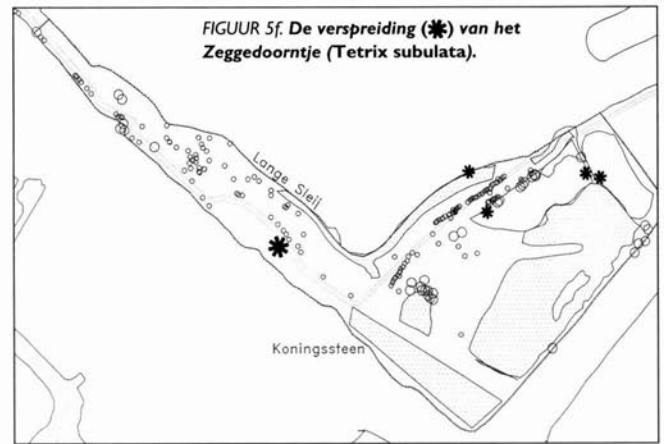 FIGUUR 5f. De verspreiding (✱) van het
Zeggedoorntje (Tetrix subulata).
Lange Sleij
Koningssteen